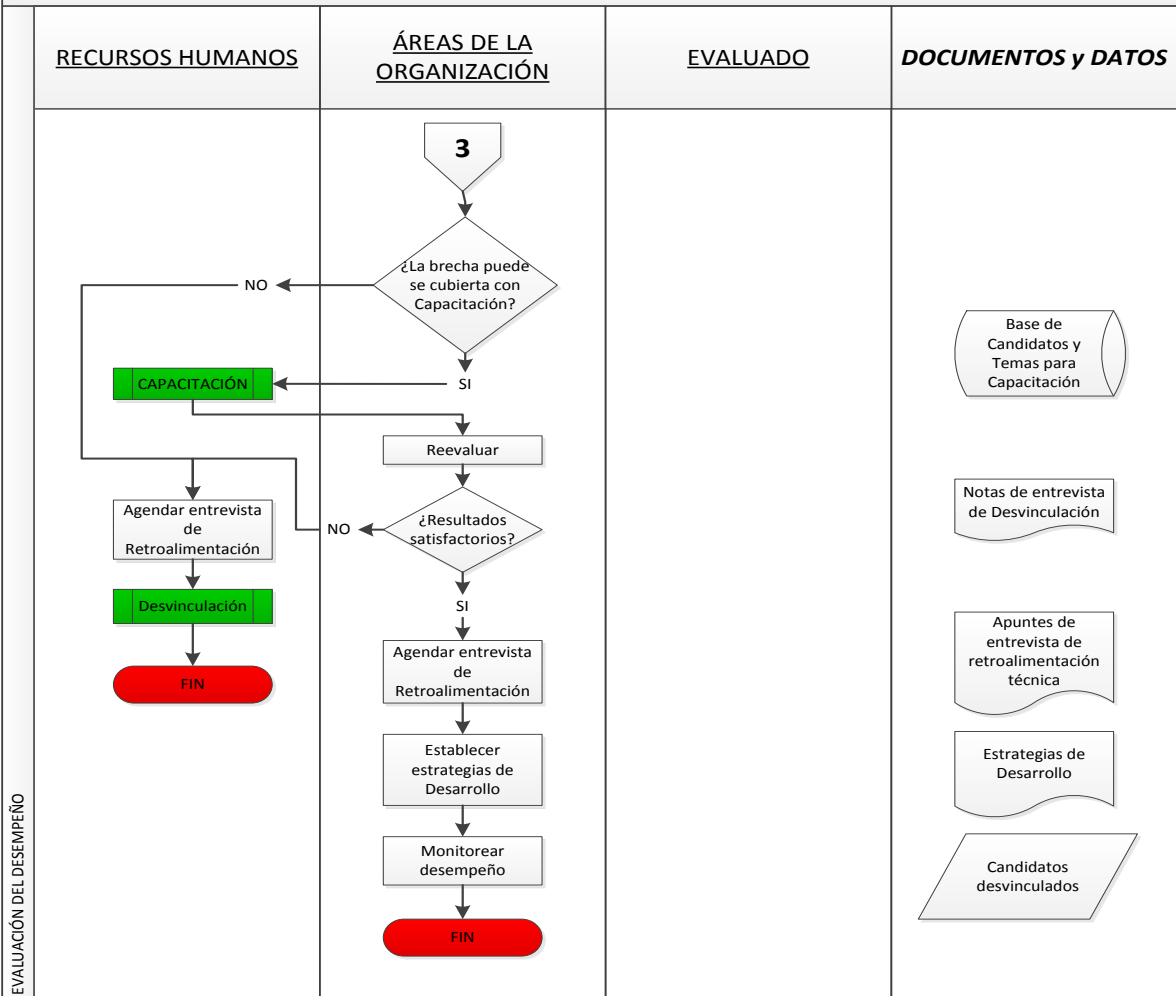 RECURSOS HUMANOS
ÁREAS DE LA
ORGANIZACIÓN
EVALUADO
DOCUMENTOS y DATOS
3
¿La brecha puede
se cubierta con
Capacitación?
NO
SI
CAPACITACIÓN
Reevaluar
¿Resultados
satisfactorios?
NO
Agendar entrevista
de
Retroalimentación
Desvinculación
FIN
SI
Agendar entrevista
de
Retroalimentación
Establecer
estrategias de
Desarrollo
Monitorear
desempeño
FIN
Base de
Candidatos y
Temas para
Capacitación
Notas de entrevista
de Desvinculación
Apuntes de
entrevista de
retroalimentación
técnica
Estrategias de
Desarrollo
Candidatos
desvinculados
EVALUACIÓN DEL DESEMPEÑO